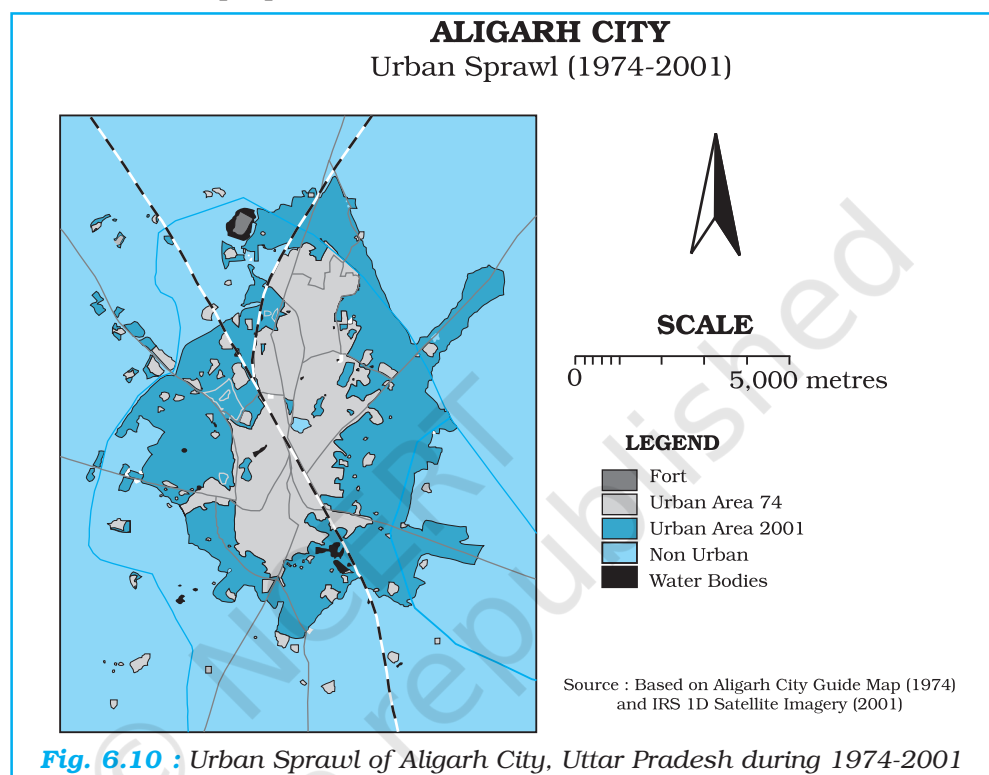 ALIGARH CITY
Urban Sprawl (1974-2001)
SCALE
0 5,000 metres
LEGEND
Fort
Urban Area 74
Urban Area 2001
Non Urban
Water Bodies
Source : Based on Aligarh City Guide Map (1974)
and IRS 1D Satellite Imagery (2001)
Fig. 6.10 : Urban Sprawl of Aligarh City, Uttar Pradesh during 1974-2001
© NCERT
republished